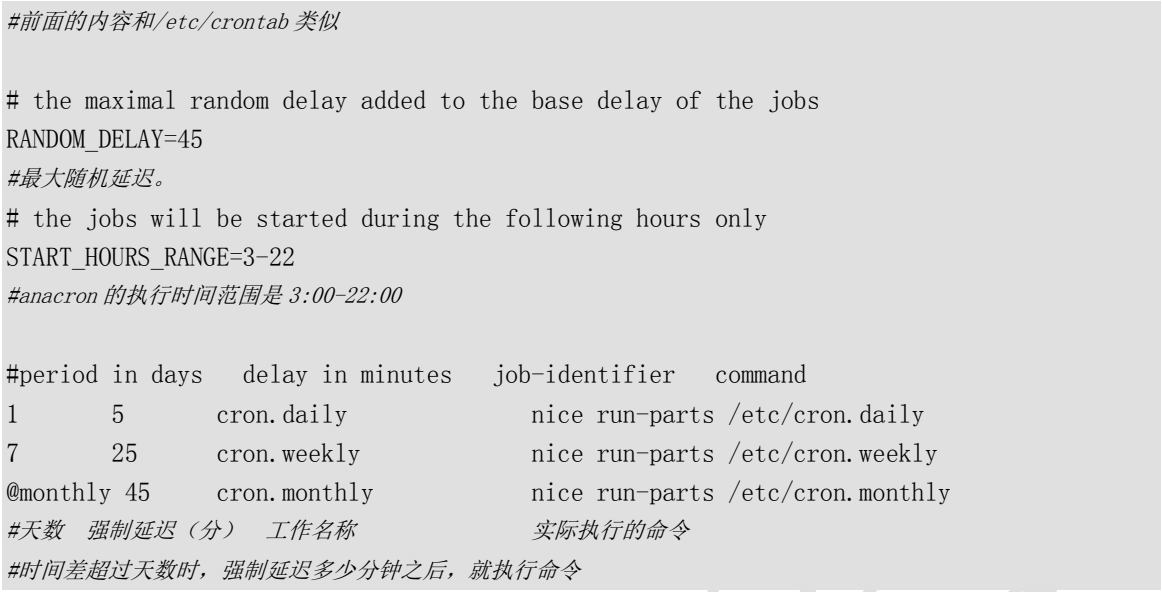 #前面的内容和/etc/crontab 类似
# the maximal random delay added to the base delay of the jobs
RANDOM_DELAY=45
#最大随机延迟。
# the jobs will be started during the following hours only
START_HOURS_RANGE=3-22
#anacron 的执行时间范围是 3:00-22:00
#period in days   delay in minutes   job-identifier   command
1       5       cron.daily              nice run-parts /etc/cron.daily
7       25      cron.weekly             nice run-parts /etc/cron.weekly
@monthly 45     cron.monthly            nice run-parts /etc/cron.monthly
#天数   强制延迟（分）   工作名称              实际执行的命令
#时间差超过天数时，强制延迟多少分钟之后，就执行命令